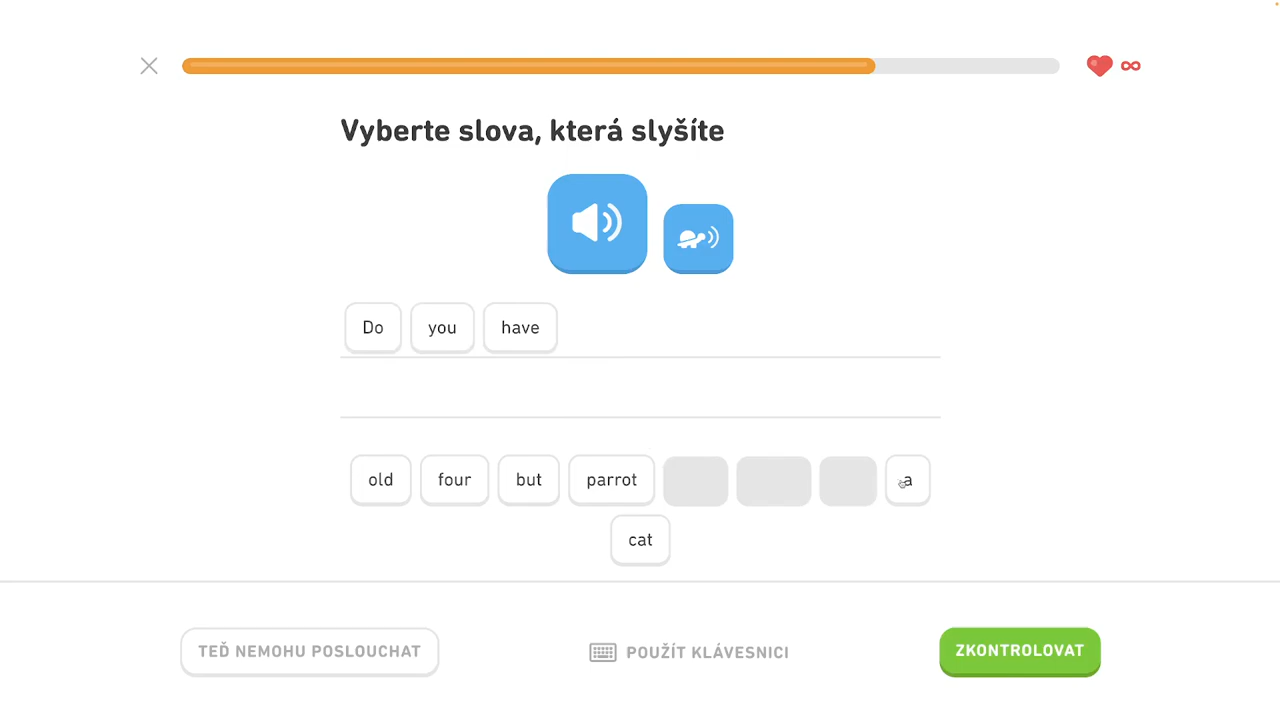 Vyberte slova, která slyšíte
Do you have
old four but parrot a
cat
TEĎ NEMOHU POSLOUCHAT POUŽÍT KLÁVESNICI ZKONTROLOVAT